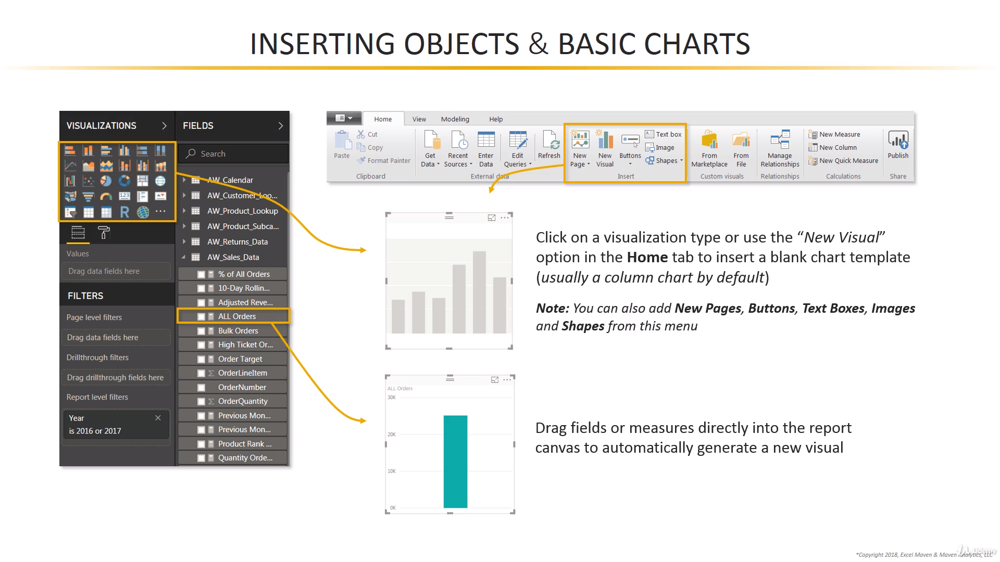 INSERTING OBJECTS & BASIC CHARTS
VISUALIZATIONS
FIELDS
Search
AW_Calendar
AW_Customer_Loo...
AW_Product_Lookup
AW_Product_Subca...
AW_Returns_Data
AW_Sales_Data
% of All Orders
10-Day Rollin...
Adjusted Reve...
ALL Orders
Bulk Orders
High Ticket Or...
Order Target
OrderLineItem
OrderNumber
OrderQuantity
Previous Mon...
Previous Mon...
Product Rank ...
Quantity Orde...
123
R
Values
Drag data fields here
FILTERS
Page level filters
Drag data fields here
Drillthrough filters
Drag drillthrough fields here
Report level filters
Year
is 2016 or 2017
Home View Modeling Help
Paste
Cut
Copy
Format Painter
Clipboard
Get Data
Recent Sources
Enter Data
Edit Queries
Refresh
External data
New Page
New Visual
Buttons
Text box
Image
Shapes
Insert
From Marketplace
From File
Custom visuals
Manage Relationships
Relationships
New Measure
New Column
New Quick Measure
Calculations
Publish
Share
Click on a visualization type or use the “New Visual”
option in the Home tab to insert a blank chart template
(usually a column chart by default)
Note: You can also add New Pages, Buttons, Text Boxes, Images
and Shapes from this menu
ALL Orders
30K
20K
10K
0K
Drag fields or measures directly into the report
canvas to automatically generate a new visual
*Copyright 2018, Excel Maven & Maven Analytics, LLC
Udemy